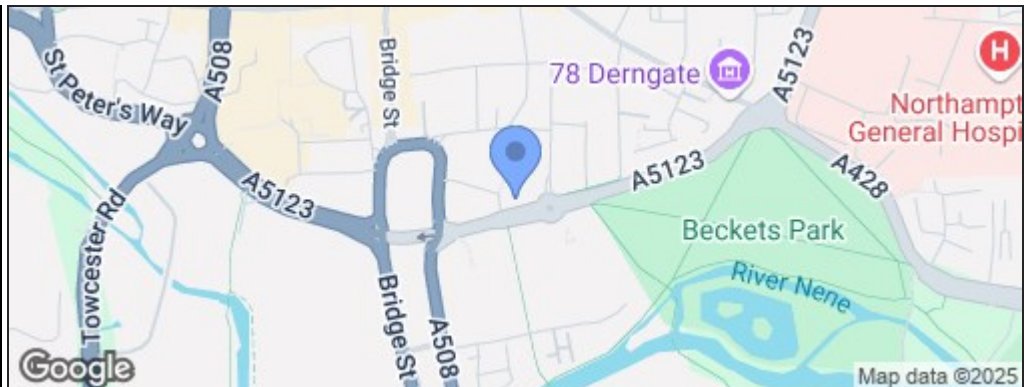 St Peter's Way
A508
Bridge St
78 Derngate
A5123
H
Northampt
General Hospi
A5123
A428
A5123
Towcester Rd
Beckets Park
River Nene
Bridge St
A508
Google
Map data ©2025